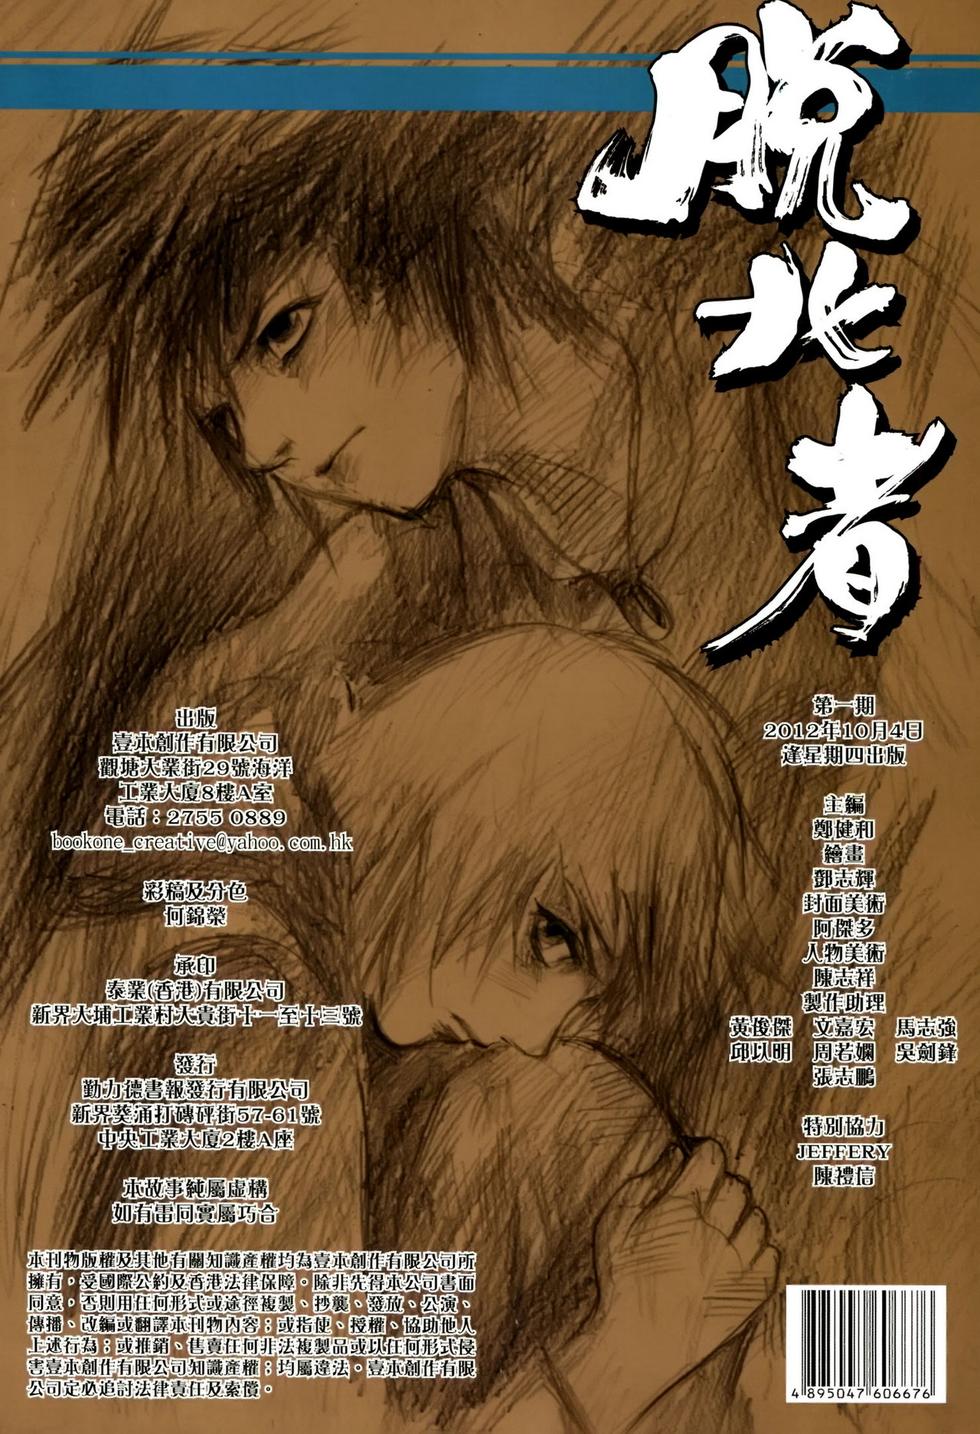 脫北者
第一期
2012年10月4日
逢星期四出版
主編
鄭健和
繪畫
鄧志輝
封面美術
阿傑多
人物美術
陳志祥
製作助理
黃俊傑 文嘉宏 馬志強
邱以明 周若嫻 吳劍鋒
張志鵬
特別協力
JEFFERY
陳禮信
出版
壹本創作有限公司
觀塘大業街29號海洋
工業大廈8樓A室
電話：2755 0889
bookone_creative@yahoo.com.hk
彩稿及分色
何錦榮
承印
泰業(香港)有限公司
新界大埔工業村大貴街十一至十三號
發行
勤力德書報發行有限公司
新界葵涌打磚砰街57-61號
中央工業大廈2樓A座
本故事純屬虛構
如有雷同實屬巧合
本刊物版權及其他有關知識產權均為壹本創作有限公司所
擁有，受國際公約及香港法律保障。除非先得本公司書面
同意，否則用任何形式或途徑複製、抄襲、發放、公演、
傳播、改編或翻譯本刊物內容；或指使、授權、協助他人
上述行為；或推銷、售賣任何非法複製品或以任何形式侵
害壹本創作有限公司知識產權；均屬違法。壹本創作有限
公司定必追討法律責任及索償。
4 895047 606676